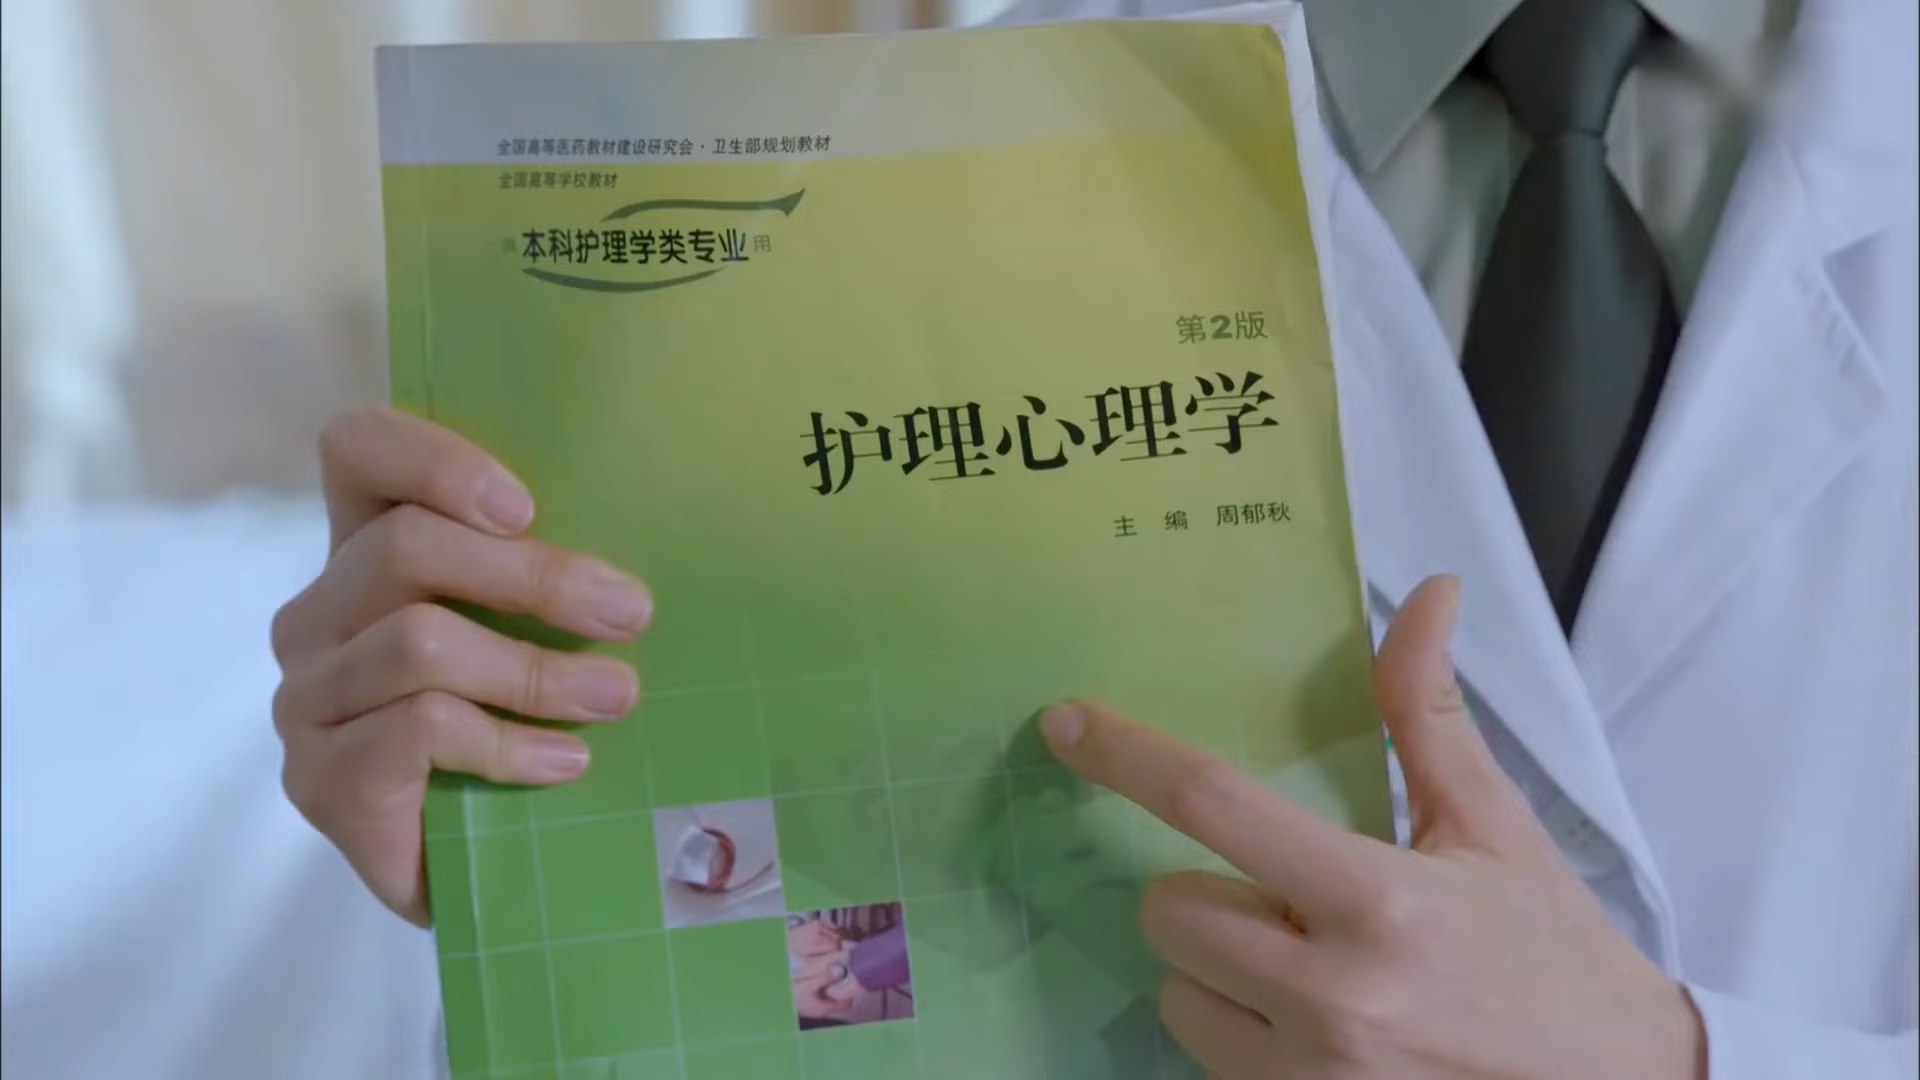 全国高等医药教材建设研究会·卫生部规划教材
全国高等学校教材
供本科护理学类专业用
第2版
护理心理学
主 编 周郁秋